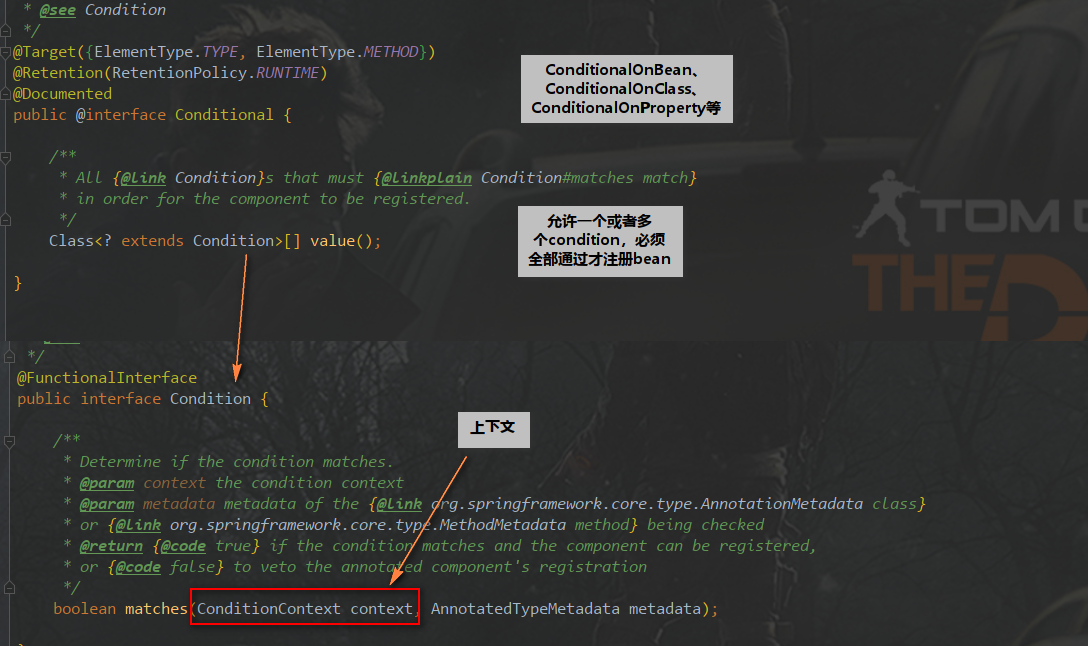 * @see Condition
*/
@Target({ElementType.TYPE, ElementType.METHOD})
@Retention(RetentionPolicy.RUNTIME)
@Documented
public @interface Conditional {
ConditionalOnBean、
ConditionalOnClass、
ConditionalOnProperty等
/**
* All {@link Condition}s that must {@linkplain Condition#matches match}
* in order for the component to be registered.
*/
Class<? extends Condition>[] value();
}
允许一个或者多
个condition，必须
全部通过才注册bean
TOM C
THE D
*/
@FunctionalInterface
public interface Condition {
上下文
/**
* Determine if the condition matches.
* @param context the condition context
* @param metadata metadata of the {@link org.springframework.core.type.AnnotationMetadata class}
* or {@link org.springframework.core.type.MethodMetadata method} being checked
* @return {@code true} if the condition matches and the component can be registered,
* or {@code false} to veto the annotated component's registration
*/
boolean matches(ConditionContext context, AnnotatedTypeMetadata metadata);